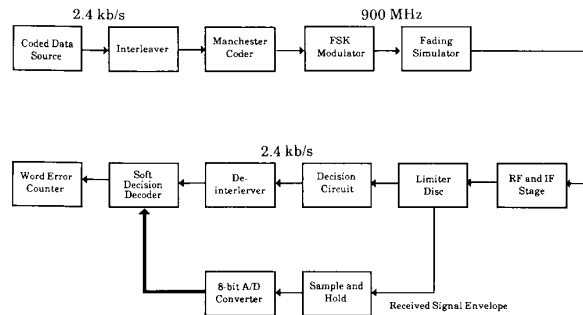 2.4 kb/s
900 MHz
Coded Data
Source
Interleaver
Manchester
Coder
FSK
Modulator
Fading
Simulator
2.4 kb/s
Word Error
Counter
Soft
Decision
Decoder
De-
interlerver
Decision
Circuit
Limiter
Disc
RF and IF
Stage
8-bit A/D
Converter
Sample and
Hold
Received Signal Envelope